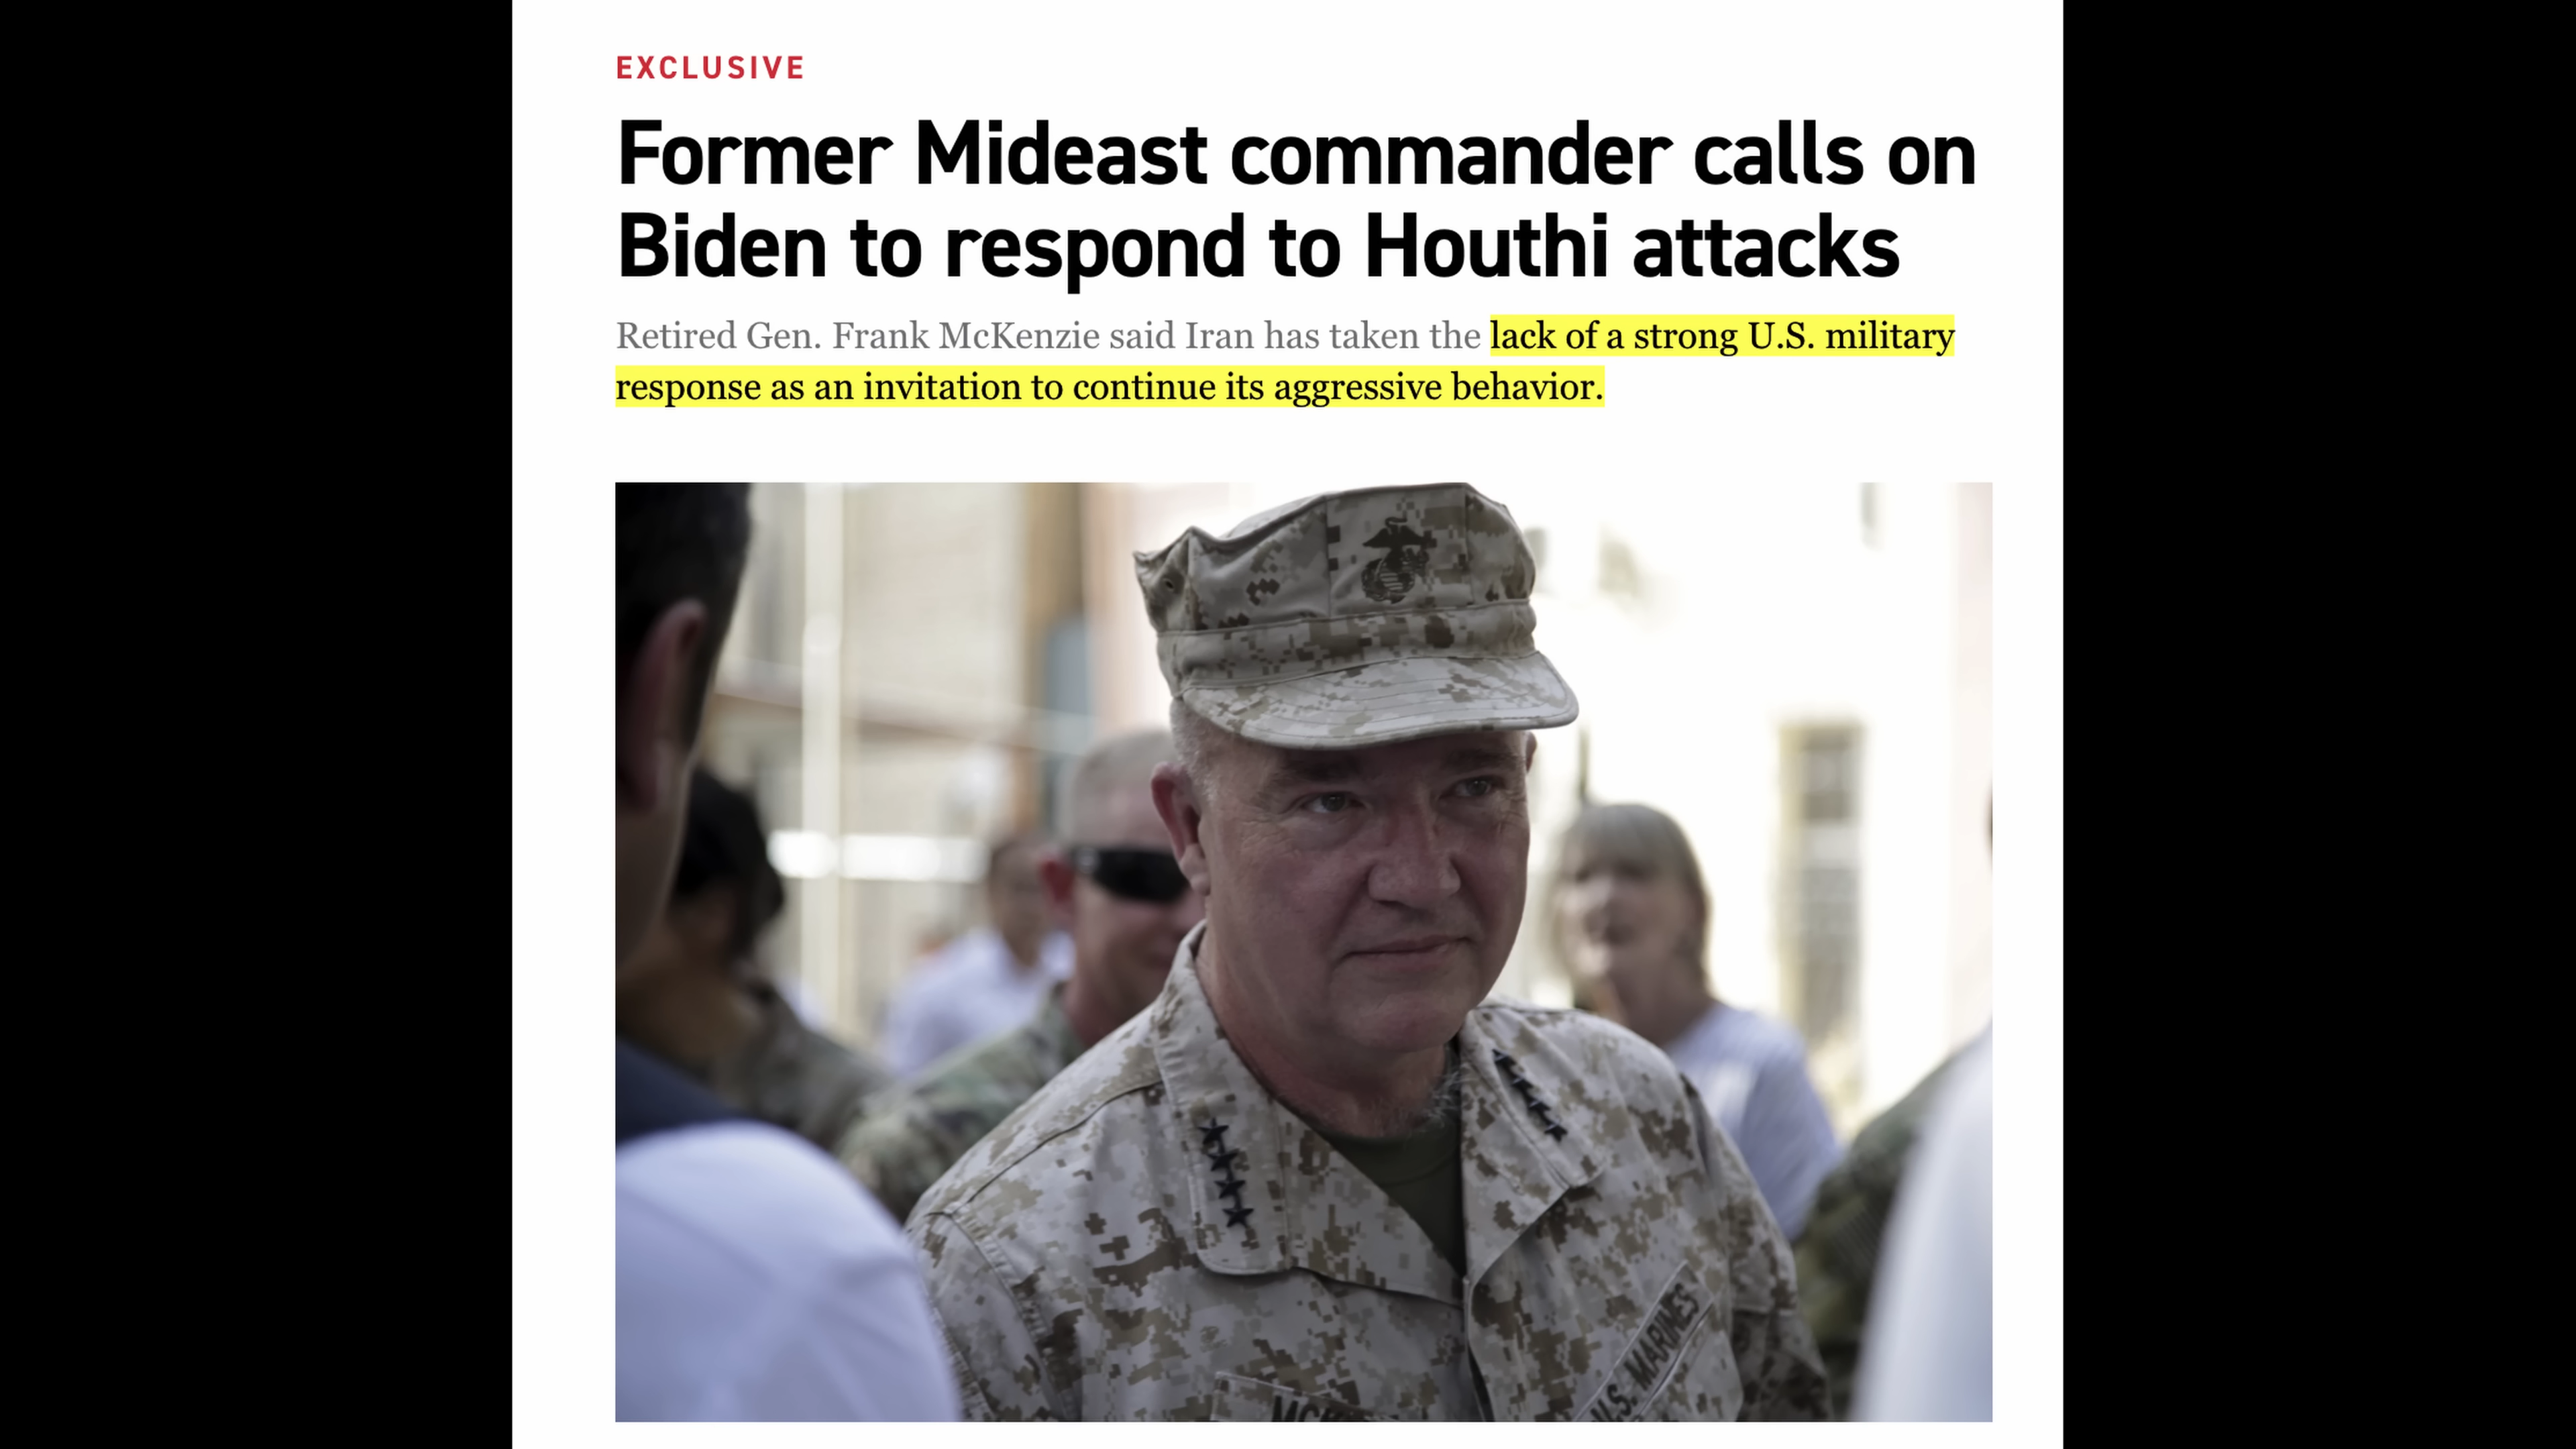 EXCLUSIVE
Former Mideast commander calls on
Biden to respond to Houthi attacks
Retired Gen. Frank McKenzie said Iran has taken the lack of a strong U.S. military
response as an invitation to continue its aggressive behavior.
U.S. MARINES